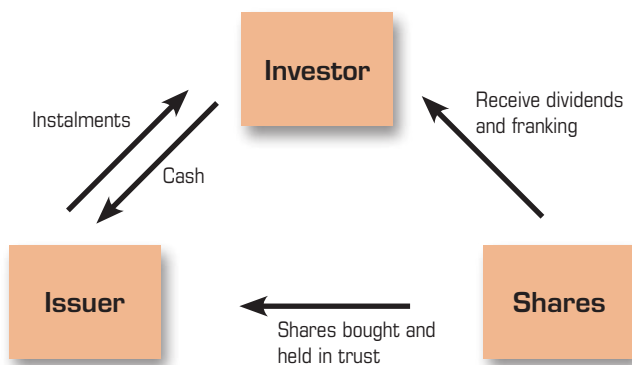 Investor
Instalments
Receive dividends
and franking
Cash
Issuer
Shares
Shares bought and
held in trust